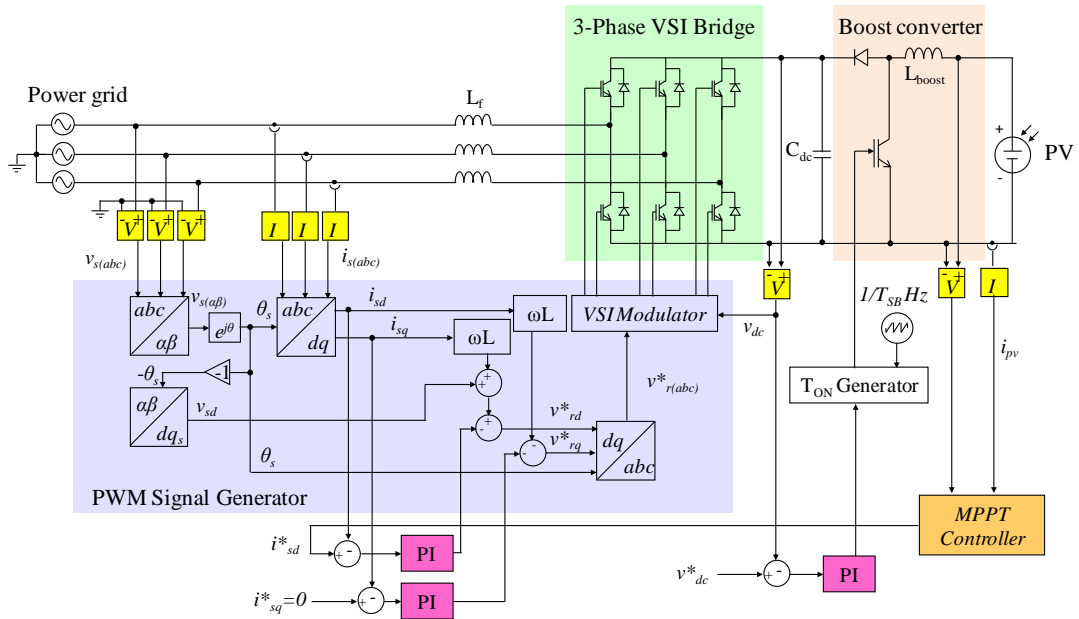 3-Phase VSI Bridge
Boost converter
Power grid
L_f
L_boost
C_dc
+
-
PV
-V+ -V+ -V+
I I I
v_s(abc)
i_s(abc)
-V+
-V+
I
v_s(αβ)
θ_s
i_sd
i_sq
abc
αβ
e^jθ
abc
dq
ωL
ωL
VSI Modulator
v_dc
1/T_SB Hz
i_pv
-θ_s
-1
αβ
dq_s
v_sd
+
+
-
+
-
-
v*_r(abc)
v*_rd
v*_rq
dq
abc
T_ON Generator
θ_s
PWM Signal Generator
MPPT
Controller
i*_sd
+ -
PI
v*_dc
+ -
PI
i*_sq=0
+ -
PI